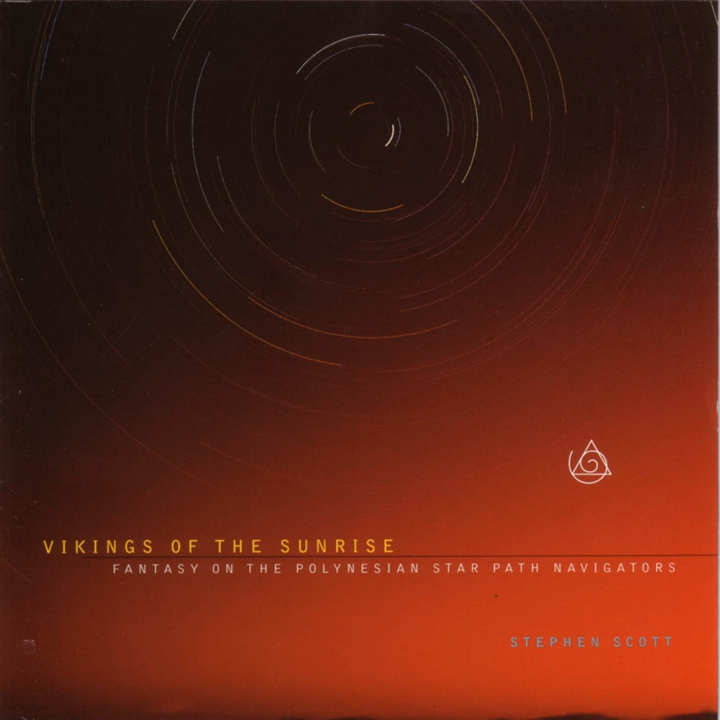 VIKINGS OF THE SUNRISE
FANTASY ON THE POLYNESIAN STAR PATH NAVIGATORS
STEPHEN SCOTT